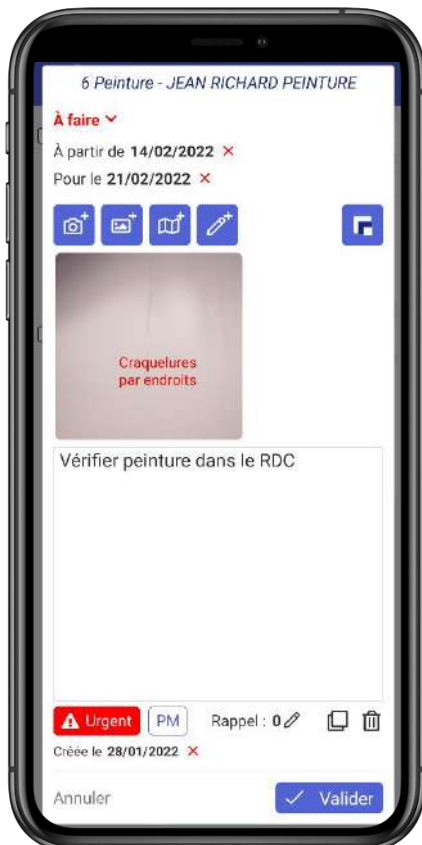 6 Peinture - JEAN RICHARD PEINTURE
À faire
À partir de 14/02/2022
Pour le 21/02/2022
Craquelures
par endroits
Vérifier peinture dans le RDC
Urgent PM Rappel : 0
Créée le 28/01/2022
Annuler Valider